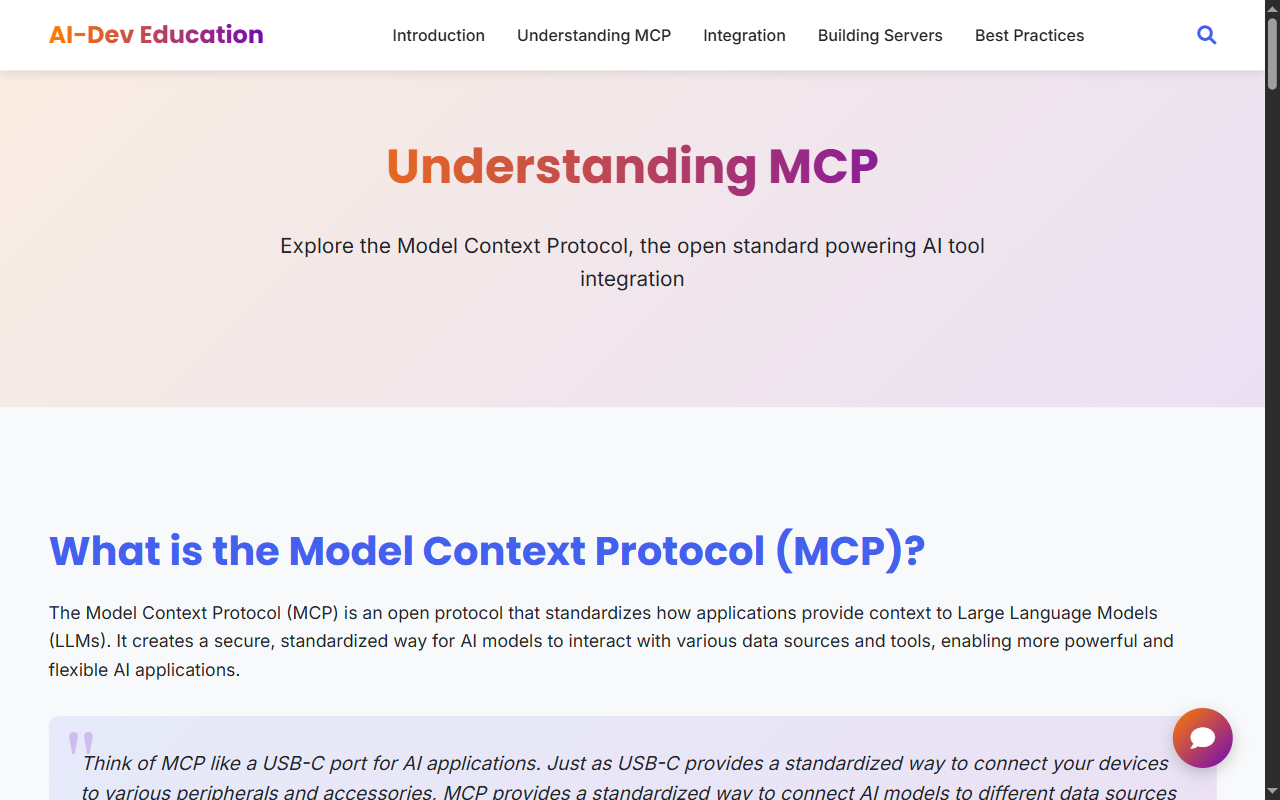 AI-Dev Education
Introduction
Understanding MCP
Integration
Building Servers
Best Practices
Understanding MCP
Explore the Model Context Protocol, the open standard powering AI tool
integration
What is the Model Context Protocol (MCP)?
The Model Context Protocol (MCP) is an open protocol that standardizes how applications provide context to Large Language Models
(LLMs). It creates a secure, standardized way for AI models to interact with various data sources and tools, enabling more powerful and
flexible AI applications.
"
Think of MCP like a USB-C port for AI applications. Just as USB-C provides a standardized way to connect your devices
to various peripherals and accessories, MCP provides a standardized way to connect AI models to different data sources